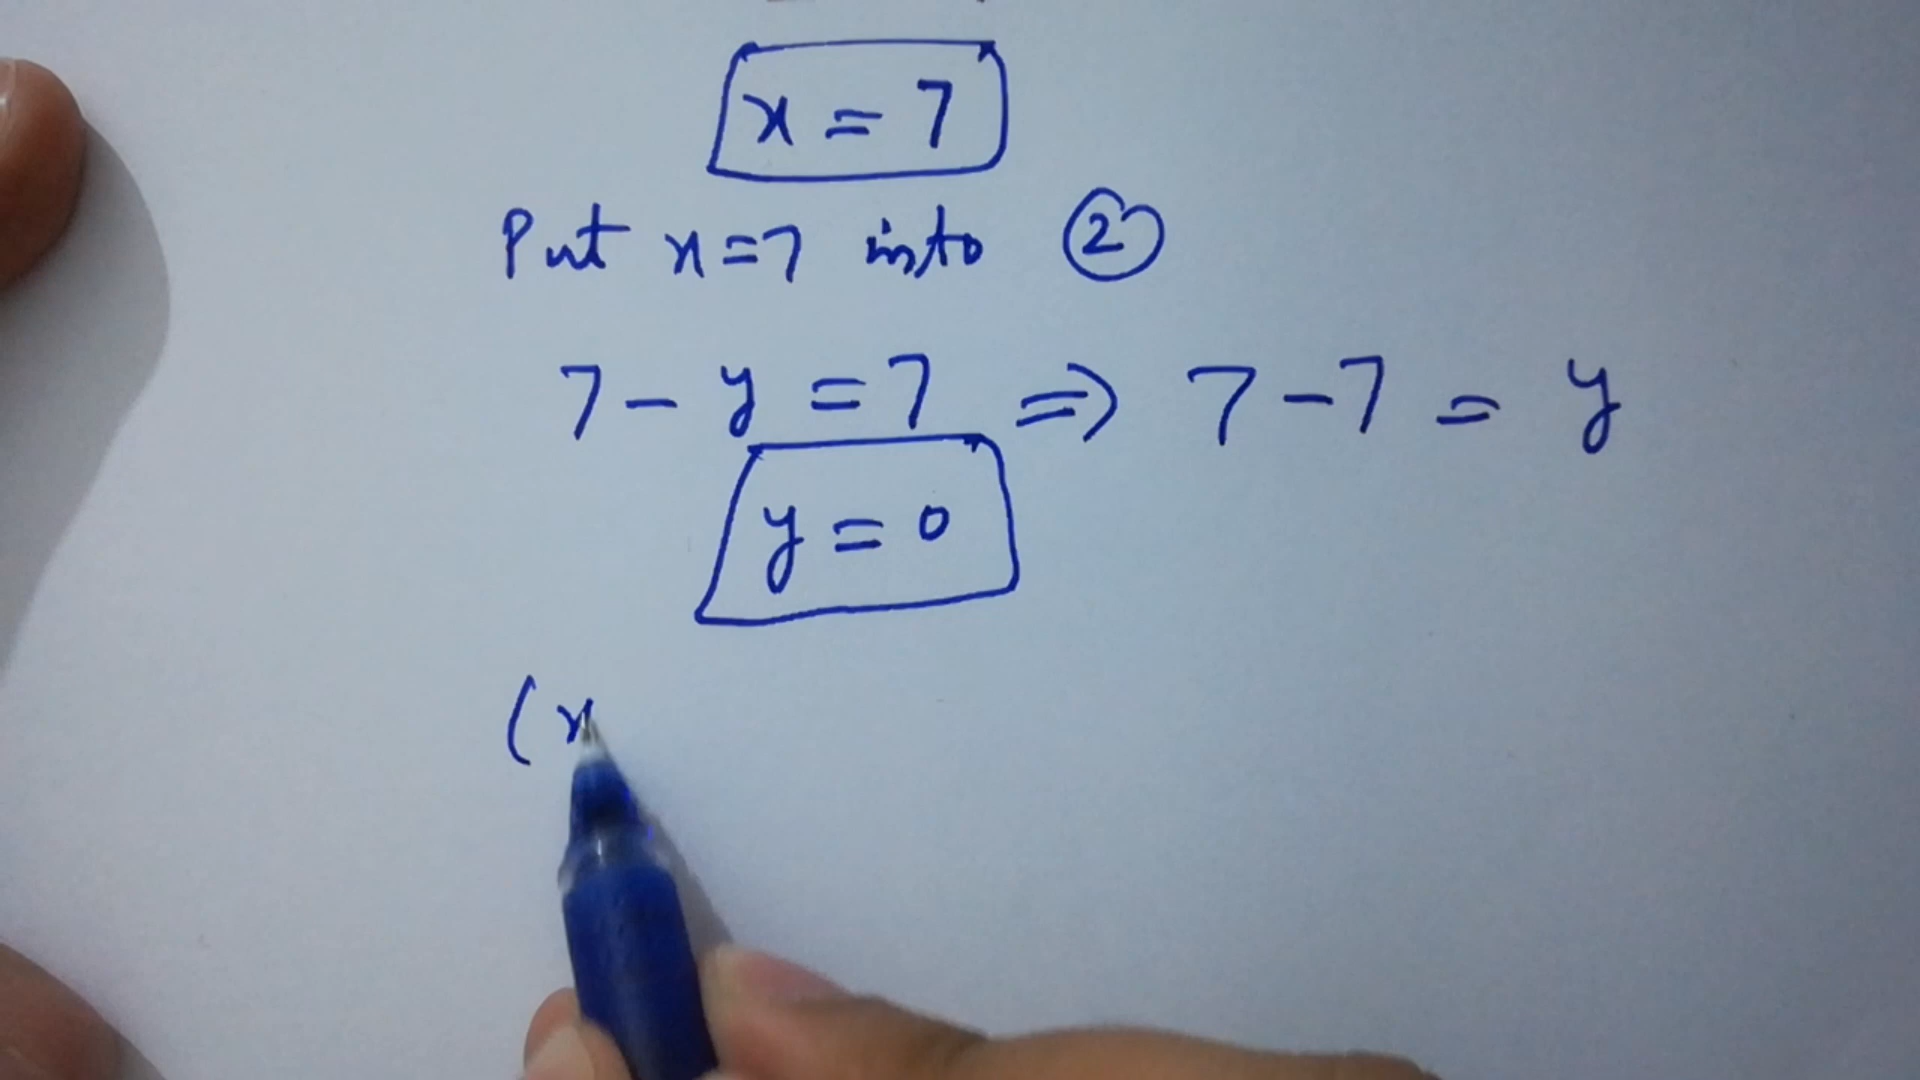 x = 7
Put x=7 into ②
7 - y = 7 ⇒ 7 - 7 = y
y = 0
(x